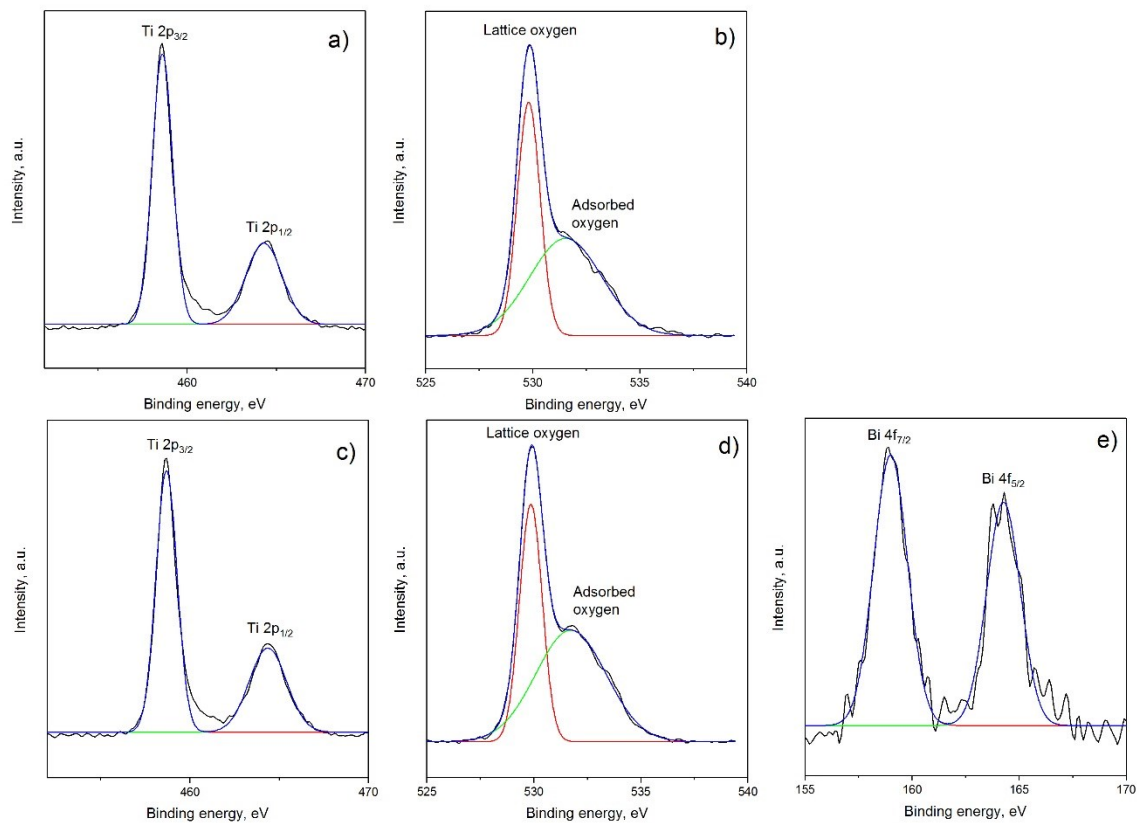 Ti 2p3/2
a)
Ti 2p1/2
Intensity, a.u.
460
470
Binding energy, eV
Lattice oxygen
b)
Adsorbed
oxygen
Intensity, a.u.
525
530
535
540
Binding energy, eV
Ti 2p3/2
c)
Ti 2p1/2
Intensity, a.u.
460
470
Binding energy, eV
Lattice oxygen
d)
Adsorbed
oxygen
Intensity, a.u.
525
530
535
540
Binding energy, eV
Bi 4f7/2
e)
Bi 4f5/2
Intensity, a.u.
155
160
165
170
Binding energy, eV